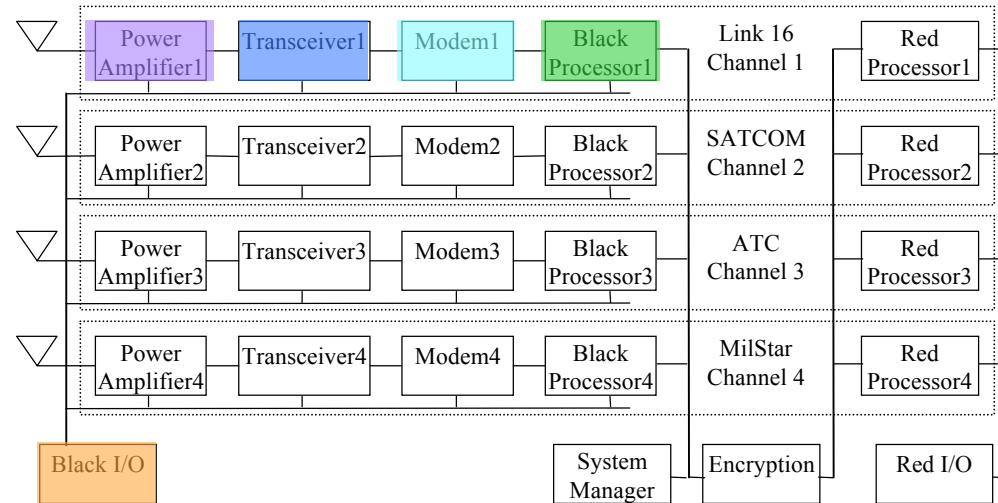 Power
Amplifier1
Transceiver1
Modem1
Black
Processor1
Link 16
Channel 1
Red
Processor1
Power
Amplifier2
Transceiver2
Modem2
Black
Processor2
SATCOM
Channel 2
Red
Processor2
Power
Amplifier3
Transceiver3
Modem3
Black
Processor3
ATC
Channel 3
Red
Processor3
Power
Amplifier4
Transceiver4
Modem4
Black
Processor4
MilStar
Channel 4
Red
Processor4
Black I/O
System
Manager
Encryption
Red I/O